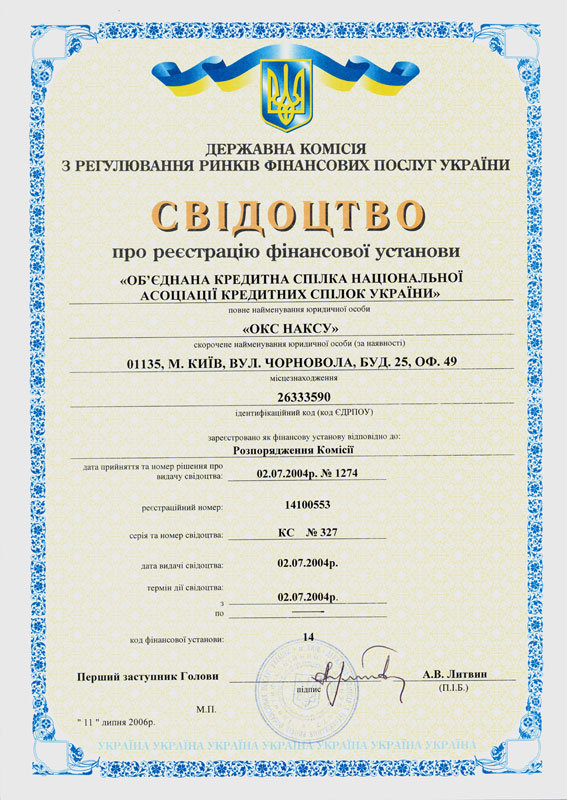 ДЕРЖАВНА КОМІСІЯ
З РЕГУЛЮВАННЯ РИНКІВ ФІНАНСОВИХ ПОСЛУГ УКРАЇНИ
СВІДОЦТВО
про реєстрацію фінансової установи
«ОБ’ЄДНАНА КРЕДИТНА СПІЛКА НАЦІОНАЛЬНОЇ
АСОЦІАЦІЇ КРЕДИТНИХ СПІЛОК УКРАЇНИ»
повне найменування юридичної особи
«ОКС НАКСУ»
скорочене найменування юридичної особи (за наявності)
01135, М. КИЇВ, ВУЛ. ЧОРНОВОЛА, БУД. 25, ОФ. 49
місцезнаходження
26333590
ідентифікаційний код (код ЄДРПОУ)
зареєстровано як фінансову установу відповідно до:
Розпорядження Комісії
дата прийняття та номер рішення про
видачу свідоцтва: 02.07.2004р. № 1274
реєстраційний номер: 14100553
серія та номер свідоцтва: КС № 327
дата видачі свідоцтва: 02.07.2004р.
термін дії свідоцтва:
з 02.07.2004р.
по ———
код фінансової установи: 14
Перший заступник Голови А.В. Литвин
підпис (П.І.Б.)
М.П.
" 11 " липня 2006р.
УКРАЇНА УКРАЇНА УКРАЇНА УКРАЇНА УКРАЇНА УКРАЇНА УКРАЇНА